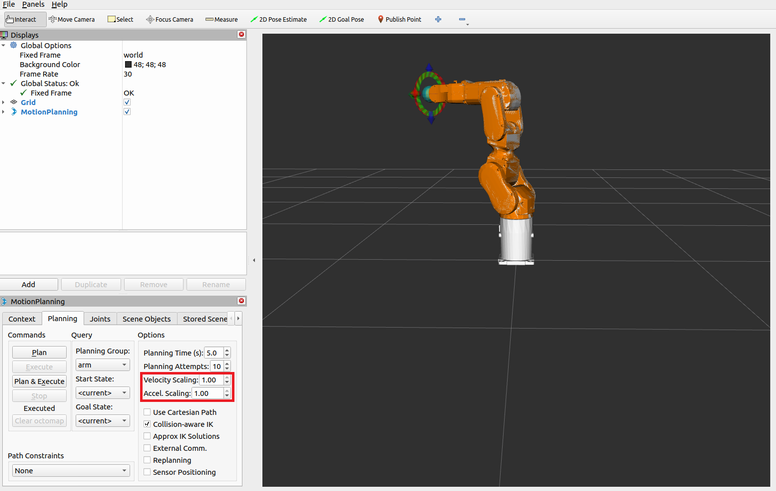 File Panels Help
Interact Move Camera Select Focus Camera Measure 2D Pose Estimate 2D Goal Pose Publish Point
Displays
Global Options
Fixed Frame world
Background Color 48; 48; 48
Frame Rate 30
Global Status: Ok
Fixed Frame OK
Grid
MotionPlanning
Add Duplicate Remove Rename
MotionPlanning
Context Planning Joints Scene Objects Stored Scene
Commands Query Options
Plan
Execute
Plan & Execute
Stop
Executed
Clear octomap
Planning Group:
arm
Start State:
<current>
Goal State:
<current>
Planning Time (s): 5.0
Planning Attempts: 10
Velocity Scaling: 1.00
Accel. Scaling: 1.00
Use Cartesian Path
Collision-aware IK
Approx IK Solutions
External Comm.
Replanning
Sensor Positioning
Path Constraints
None